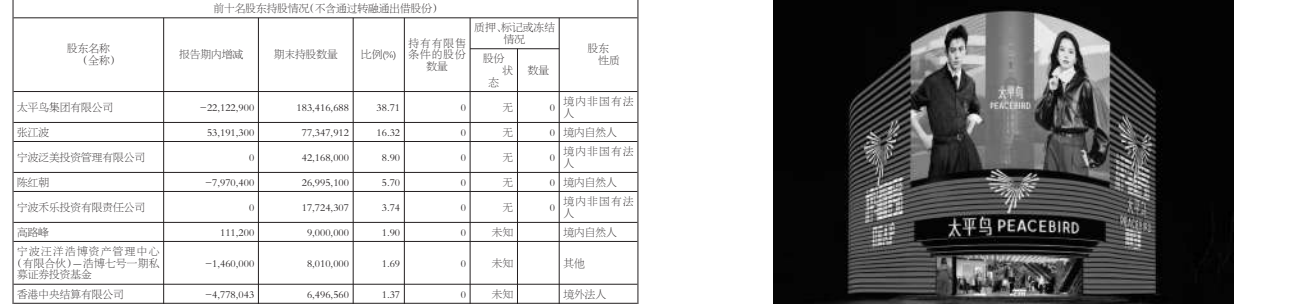 前十名股东持股情况(不含通过转融通出借股份)
股东名称
(全称)
报告期内增减
期末持股数量
比例(%)
持有有限售
条件的股份
数量
质押、标记或冻结
情况
股份
状
态
数量
股东
性质
太平鸟集团有限公司 -22,122,900 183,416,688 38.71 0 无 0 境内非国有法
人
张江波 53,191,300 77,347,912 16.32 0 无 0 境内自然人
宁波泛美投资管理有限公司 0 42,168,000 8.90 0 无 0 境内非国有法
人
陈红朝 -7,970,400 26,995,100 5.70 0 无 0 境内自然人
宁波禾乐投资有限责任公司 0 17,724,307 3.74 0 无 0 境内非国有法
人
高路峰 111,200 9,000,000 1.90 0 未知 境内自然人
宁波汪洋浩博资产管理中心
(有限合伙)—浩博七号一期私
募证券投资基金
-1,460,000 8,010,000 1.69 0 未知 其他
香港中央结算有限公司 -4,778,043 6,496,560 1.37 0 未知 境外法人
太平鸟
PEACEBIRD
太平鸟 PEACEBIRD
太平鸟